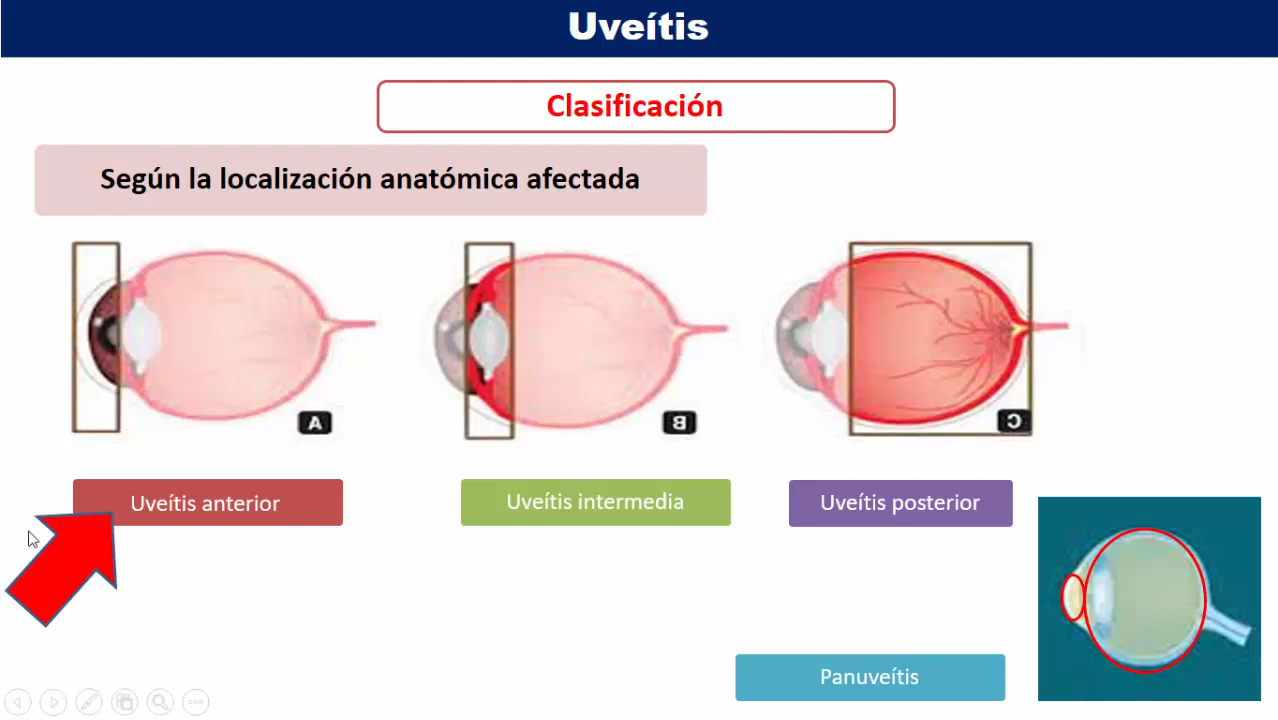 Uveítis
Clasificación
Según la localización anatómica afectada
A
B
C
Uveítis anterior
Uveítis intermedia
Uveítis posterior
Panuveítis